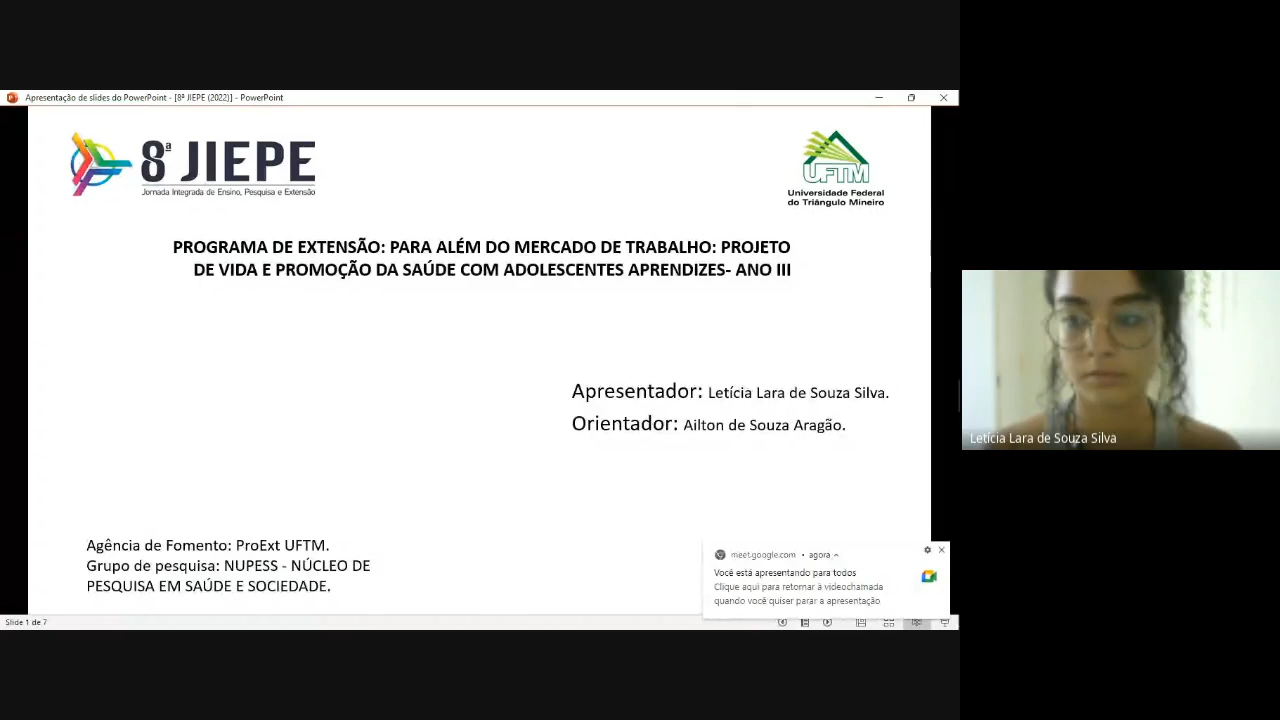 Apresentação de slides do PowerPoint - [8ª JIEPE (2022)] - PowerPoint
8ª JIEPE
Jornada Integrada de Ensino, Pesquisa e Extensão
UFTM
Universidade Federal
do Triângulo Mineiro
PROGRAMA DE EXTENSÃO: PARA ALÉM DO MERCADO DE TRABALHO: PROJETO
DE VIDA E PROMOÇÃO DA SAÚDE COM ADOLESCENTES APRENDIZES- ANO III
Apresentador: Letícia Lara de Souza Silva.
Orientador: Ailton de Souza Aragão.
Letícia Lara de Souza Silva
Agência de Fomento: ProExt UFTM.
Grupo de pesquisa: NUPESS - NÚCLEO DE
PESQUISA EM SAÚDE E SOCIEDADE.
meet.google.com • agora
Você está apresentando para todos
Clique aqui para retornar à videochamada
quando você quiser parar a apresentação
Slide 1 de 7